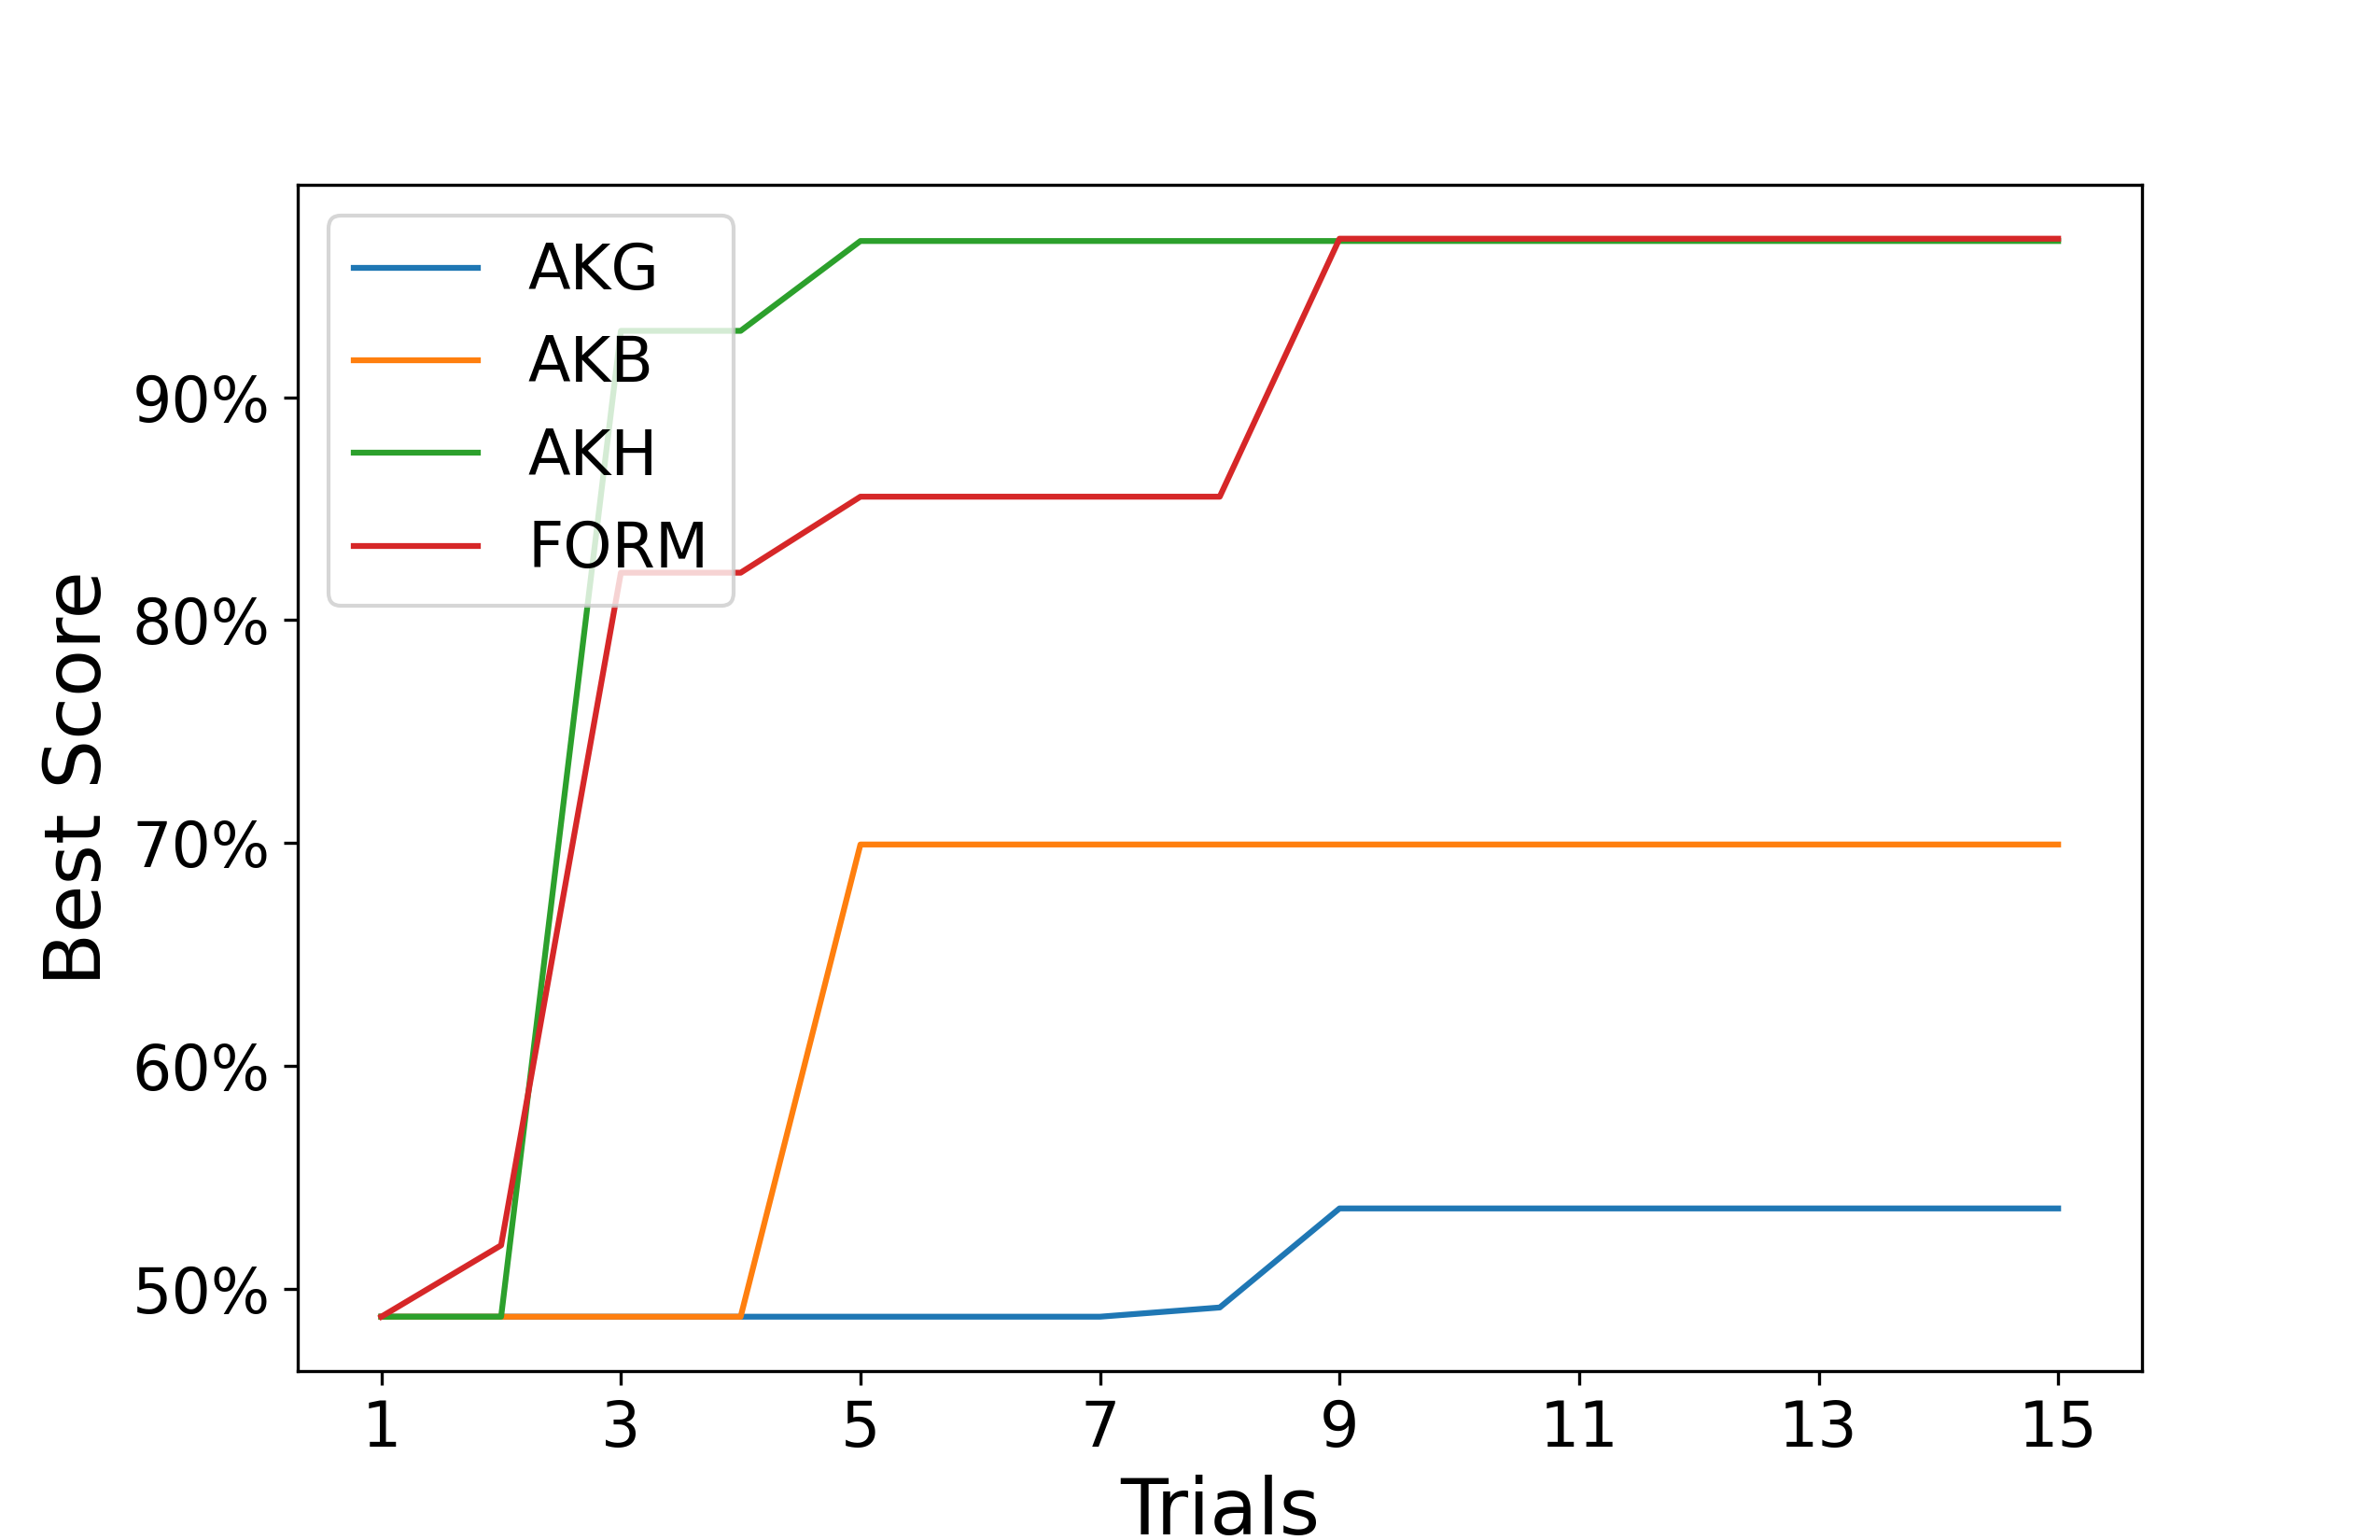 AKG
AKB
AKH
FORM
90%
80%
70%
60%
50%
Best Score
1 3 5 7 9 11 13 15
Trials